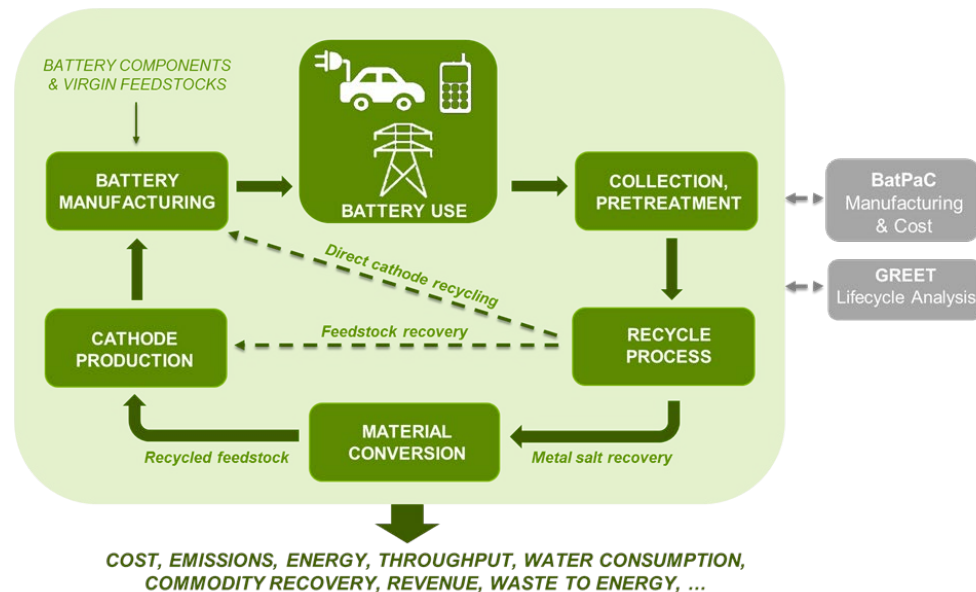 BATTERY COMPONENTS
& VIRGIN FEEDSTOCKS
BATTERY
MANUFACTURING
BATTERY USE
COLLECTION,
PRETREATMENT
BatPaC
Manufacturing
& Cost
GREET
Lifecycle Analysis
Direct cathode recycling
Feedstock recovery
CATHODE
PRODUCTION
RECYCLE
PROCESS
MATERIAL
CONVERSION
Recycled feedstock
Metal salt recovery
COST, EMISSIONS, ENERGY, THROUGHPUT, WATER CONSUMPTION,
COMMODITY RECOVERY, REVENUE, WASTE TO ENERGY, ...